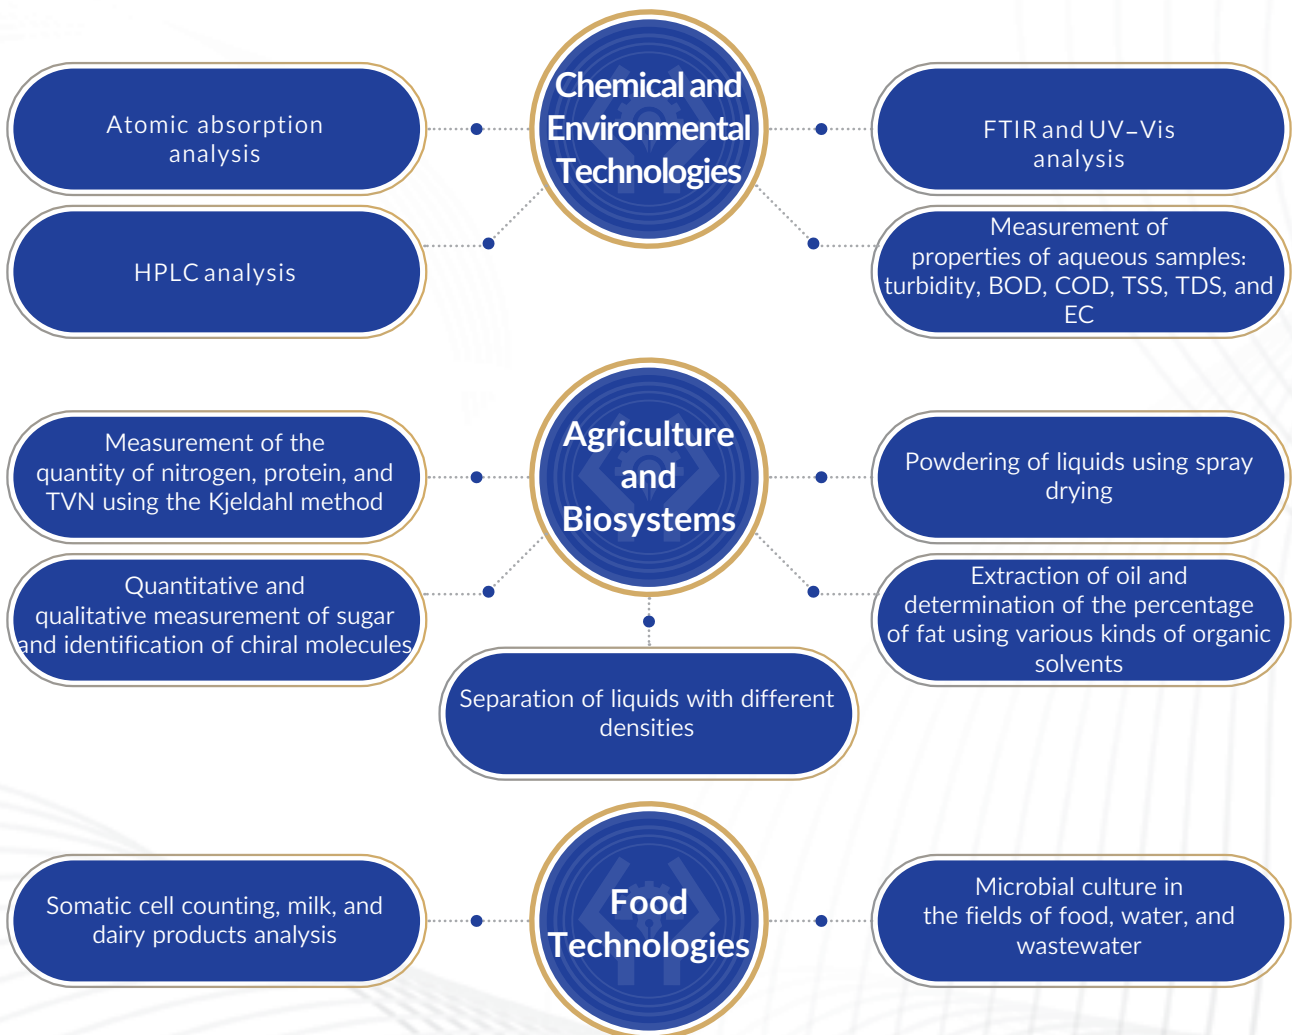 Chemical and
Environmental
Technologies
Atomic absorption
analysis
FTIR and UV–Vis
analysis
HPLC analysis
Measurement of
properties of aqueous samples:
turbidity, BOD, COD, TSS, TDS, and
EC
Agriculture
and
Biosystems
Measurement of the
quantity of nitrogen, protein, and
TVN using the Kjeldahl method
Powdering of liquids using spray
drying
Quantitative and
qualitative measurement of sugar
and identification of chiral molecules
Extraction of oil and
determination of the percentage
of fat using various kinds of organic
solvents
Separation of liquids with different
densities
Food
Technologies
Somatic cell counting, milk, and
dairy products analysis
Microbial culture in
the fields of food, water, and
wastewater